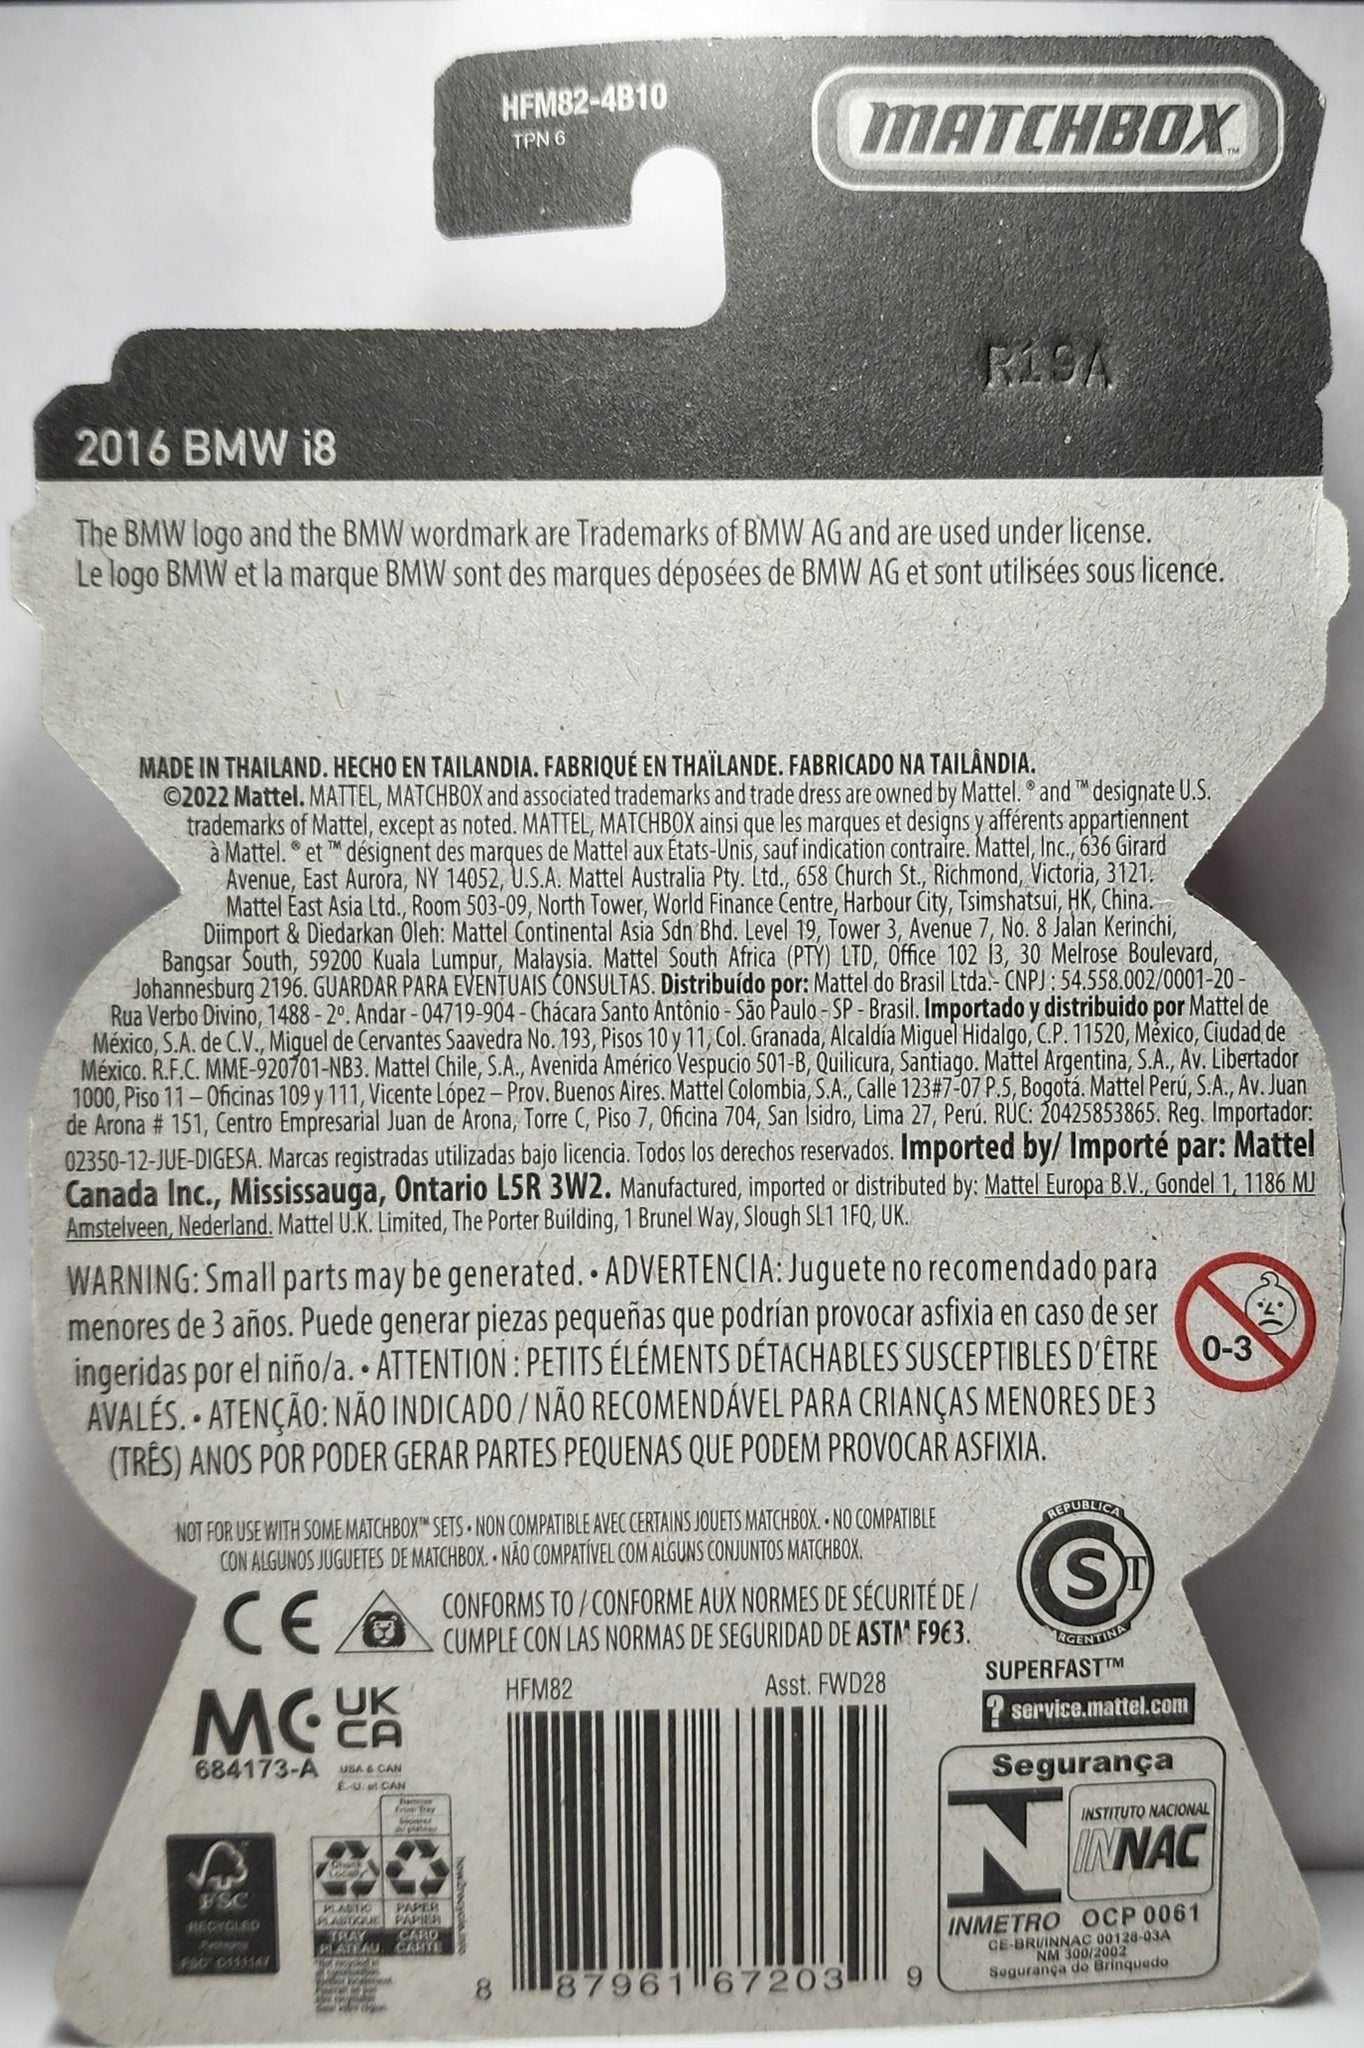 HFM82-4B10
TPN 6
MATCHBOX™
R19A
2016 BMW i8
The BMW logo and the BMW wordmark are Trademarks of BMW AG and are used under license.
Le logo BMW et la marque BMW sont des marques déposées de BMW AG et sont utilisées sous licence.
MADE IN THAILAND. HECHO EN TAILANDIA. FABRIQUÉ EN THAÏLANDE. FABRICADO NA TAILÂNDIA.
©2022 Mattel. MATTEL, MATCHBOX and associated trademarks and trade dress are owned by Mattel. ® and ™ designate U.S.
trademarks of Mattel, except as noted. MATTEL, MATCHBOX ainsi que les marques et designs y afférents appartiennent
à Mattel. ® et ™ désignent des marques de Mattel aux États-Unis, sauf indication contraire. Mattel, Inc., 636 Girard
Avenue, East Aurora, NY 14052, U.S.A. Mattel Australia Pty. Ltd., 658 Church St., Richmond, Victoria, 3121.
Mattel East Asia Ltd., Room 503-09, North Tower, World Finance Centre, Harbour City, Tsimshatsui, HK, China.
Diimport & Diedarkan Oleh: Mattel Continental Asia Sdn Bhd. Level 19, Tower 3, Avenue 7, No. 8 Jalan Kerinchi,
Bangsar South, 59200 Kuala Lumpur, Malaysia. Mattel South Africa (PTY) LTD, Office 102 I3, 30 Melrose Boulevard,
Johannesburg 2196. GUARDAR PARA EVENTUAIS CONSULTAS. Distribuído por: Mattel do Brasil Ltda.- CNPJ : 54.558.002/0001-20 -
Rua Verbo Divino, 1488 - 2º. Andar - 04719-904 - Chácara Santo Antônio - São Paulo - SP - Brasil. Importado y distribuido por Mattel de
México, S.A. de C.V., Miguel de Cervantes Saavedra No. 193, Pisos 10 y 11, Col. Granada, Alcaldía Miguel Hidalgo, C.P. 11520, México, Ciudad de
México. R.F.C. MME-920701-NB3. Mattel Chile, S.A., Avenida Américo Vespucio 501-B, Quilicura, Santiago. Mattel Argentina, S.A., Av. Libertador
1000, Piso 11 – Oficinas 109 y 111, Vicente López – Prov. Buenos Aires. Mattel Colombia, S.A., Calle 123#7-07 P.5, Bogotá. Mattel Perú, S.A., Av. Juan
de Arona # 151, Centro Empresarial Juan de Arona, Torre C, Piso 7, Oficina 704, San Isidro, Lima 27, Perú. RUC: 20425853865. Reg. Importador:
02350-12-JUE-DIGESA. Marcas registradas utilizadas bajo licencia. Todos los derechos reservados. Imported by/ Importé par: Mattel
Canada Inc., Mississauga, Ontario L5R 3W2. Manufactured, imported or distributed by: Mattel Europa B.V., Gondel 1, 1186 MJ
Amstelveen, Nederland. Mattel U.K. Limited, The Porter Building, 1 Brunel Way, Slough SL1 1FQ, UK.
WARNING: Small parts may be generated. • ADVERTENCIA: Juguete no recomendado para
menores de 3 años. Puede generar piezas pequeñas que podrían provocar asfixia en caso de ser
ingeridas por el niño/a. • ATTENTION : PETITS ÉLÉMENTS DÉTACHABLES SUSCEPTIBLES D'ÊTRE
AVALÉS. • ATENÇÃO: NÃO INDICADO / NÃO RECOMENDÁVEL PARA CRIANÇAS MENORES DE 3
(TRÊS) ANOS POR PODER GERAR PARTES PEQUENAS QUE PODEM PROVOCAR ASFIXIA.
0-3
NOT FOR USE WITH SOME MATCHBOX™ SETS • NON COMPATIBLE AVEC CERTAINS JOUETS MATCHBOX. • NO COMPATIBLE
CON ALGUNOS JUGUETES DE MATCHBOX. • NÃO COMPATÍVEL COM ALGUNS CONJUNTOS MATCHBOX.
REPUBLICA
S T
ARGENTINA
CE
CONFORMS TO / CONFORME AUX NORMES DE SÉCURITÉ DE /
CUMPLE CON LAS NORMAS DE SEGURIDAD DE ASTM F963.
MC
684173-A
UK
CA
USA & CAN
É.-U. et CAN
HFM82
Asst. FWD28
SUPERFAST™
? service.mattel.com
Segurança
INSTITUTO NACIONAL
INNAC
INMETRO OCP 0061
CE-BRI/INNAC 00128-03A
NM 300/2002
Segurança do Brinquedo
FSC
RECYCLED
Packaging
FSC® C111147
Remove
From Tray
Séparez
du plateau
Check
Locally
PLASTIC
PLASTIQUE
TRAY
PLATEAU
PAPER
PAPIER
CARD
CARTE
how2recycle.info
8 87961 67203 9